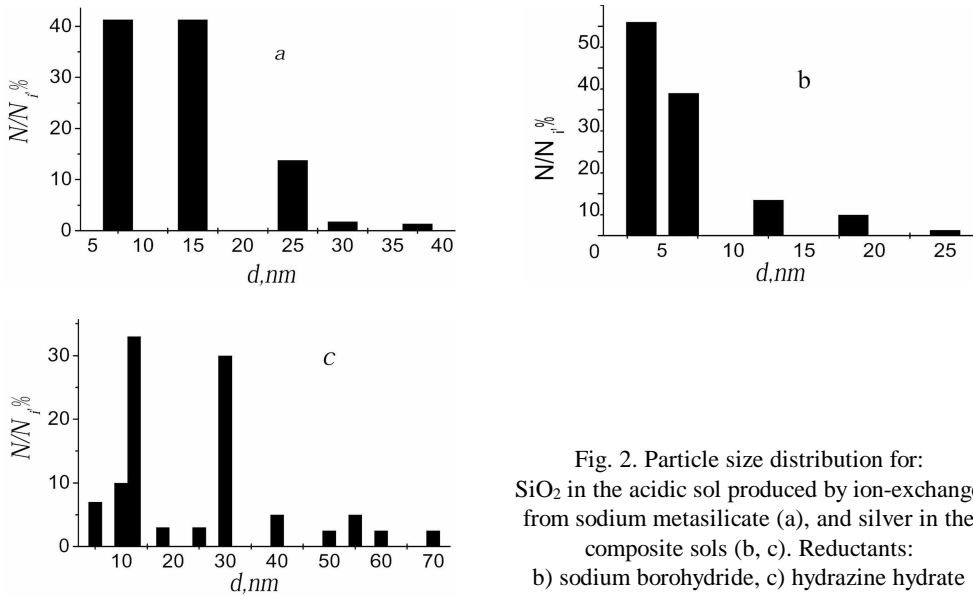 40
30
20
10
0
N/N i,%
a
5 10 15 20 25 30 35 40
d,nm
50
40
30
20
10
N/N i,%
b
0 5 10 15 20 25
d,nm
30
20
10
0
N/N i,%
c
10 20 30 40 50 60 70
d,nm
Fig. 2. Particle size distribution for:
SiO₂ in the acidic sol produced by ion-exchange
from sodium metasilicate (a), and silver in the
composite sols (b, c). Reductants:
b) sodium borohydride, c) hydrazine hydrate